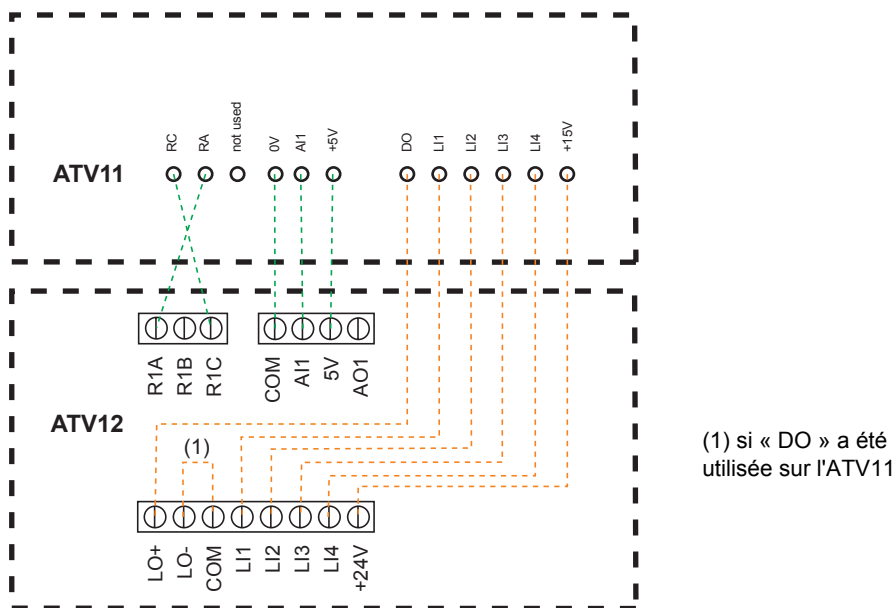 RC
RA
not used
0V
AI1
+5V
DO
LI1
LI2
LI3
LI4
+15V
ATV11
R1A
R1B
R1C
COM
AI1
5V
AO1
ATV12
(1)
(1) si « DO » a été
utilisée sur l'ATV11
LO+
LO-
COM
LI1
LI2
LI3
LI4
+24V